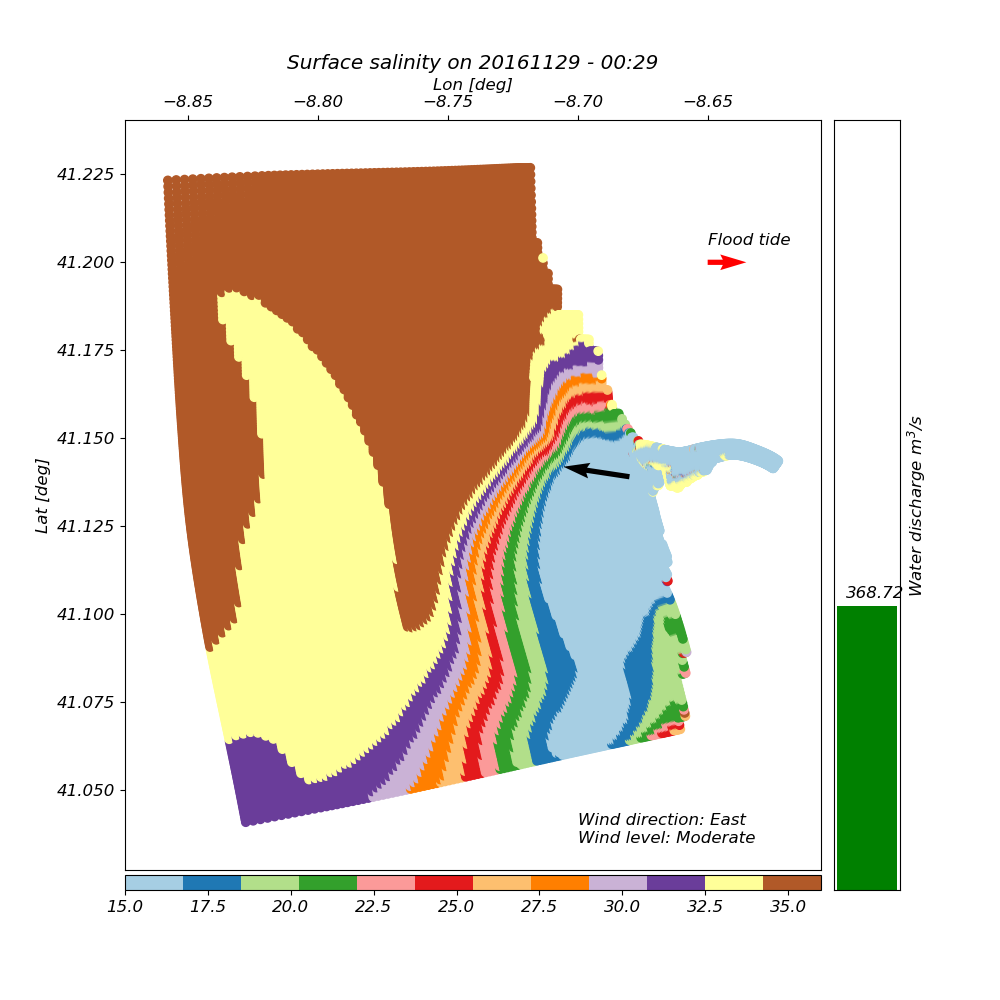 Surface salinity on 20161129 - 00:29
Lon [deg]
−8.85 −8.80 −8.75 −8.70 −8.65
41.225
41.200
41.175
41.150
41.125
41.100
41.075
41.050
Lat [deg]
Flood tide
Wind direction: East
Wind level: Moderate
15.0 17.5 20.0 22.5 25.0 27.5 30.0 32.5 35.0
368.72
Water discharge m³/s